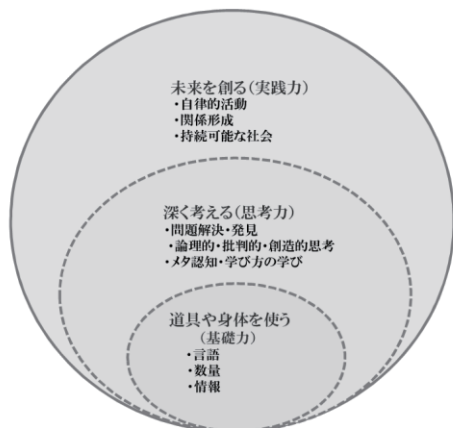 未来を創る(実践力)
・自律的活動
・関係形成
・持続可能な社会
深く考える(思考力)
・問題解決・発見
・論理的・批判的・創造的思考
・メタ認知・学び方の学び
道具や身体を使う
(基礎力)
・言語
・数量
・情報